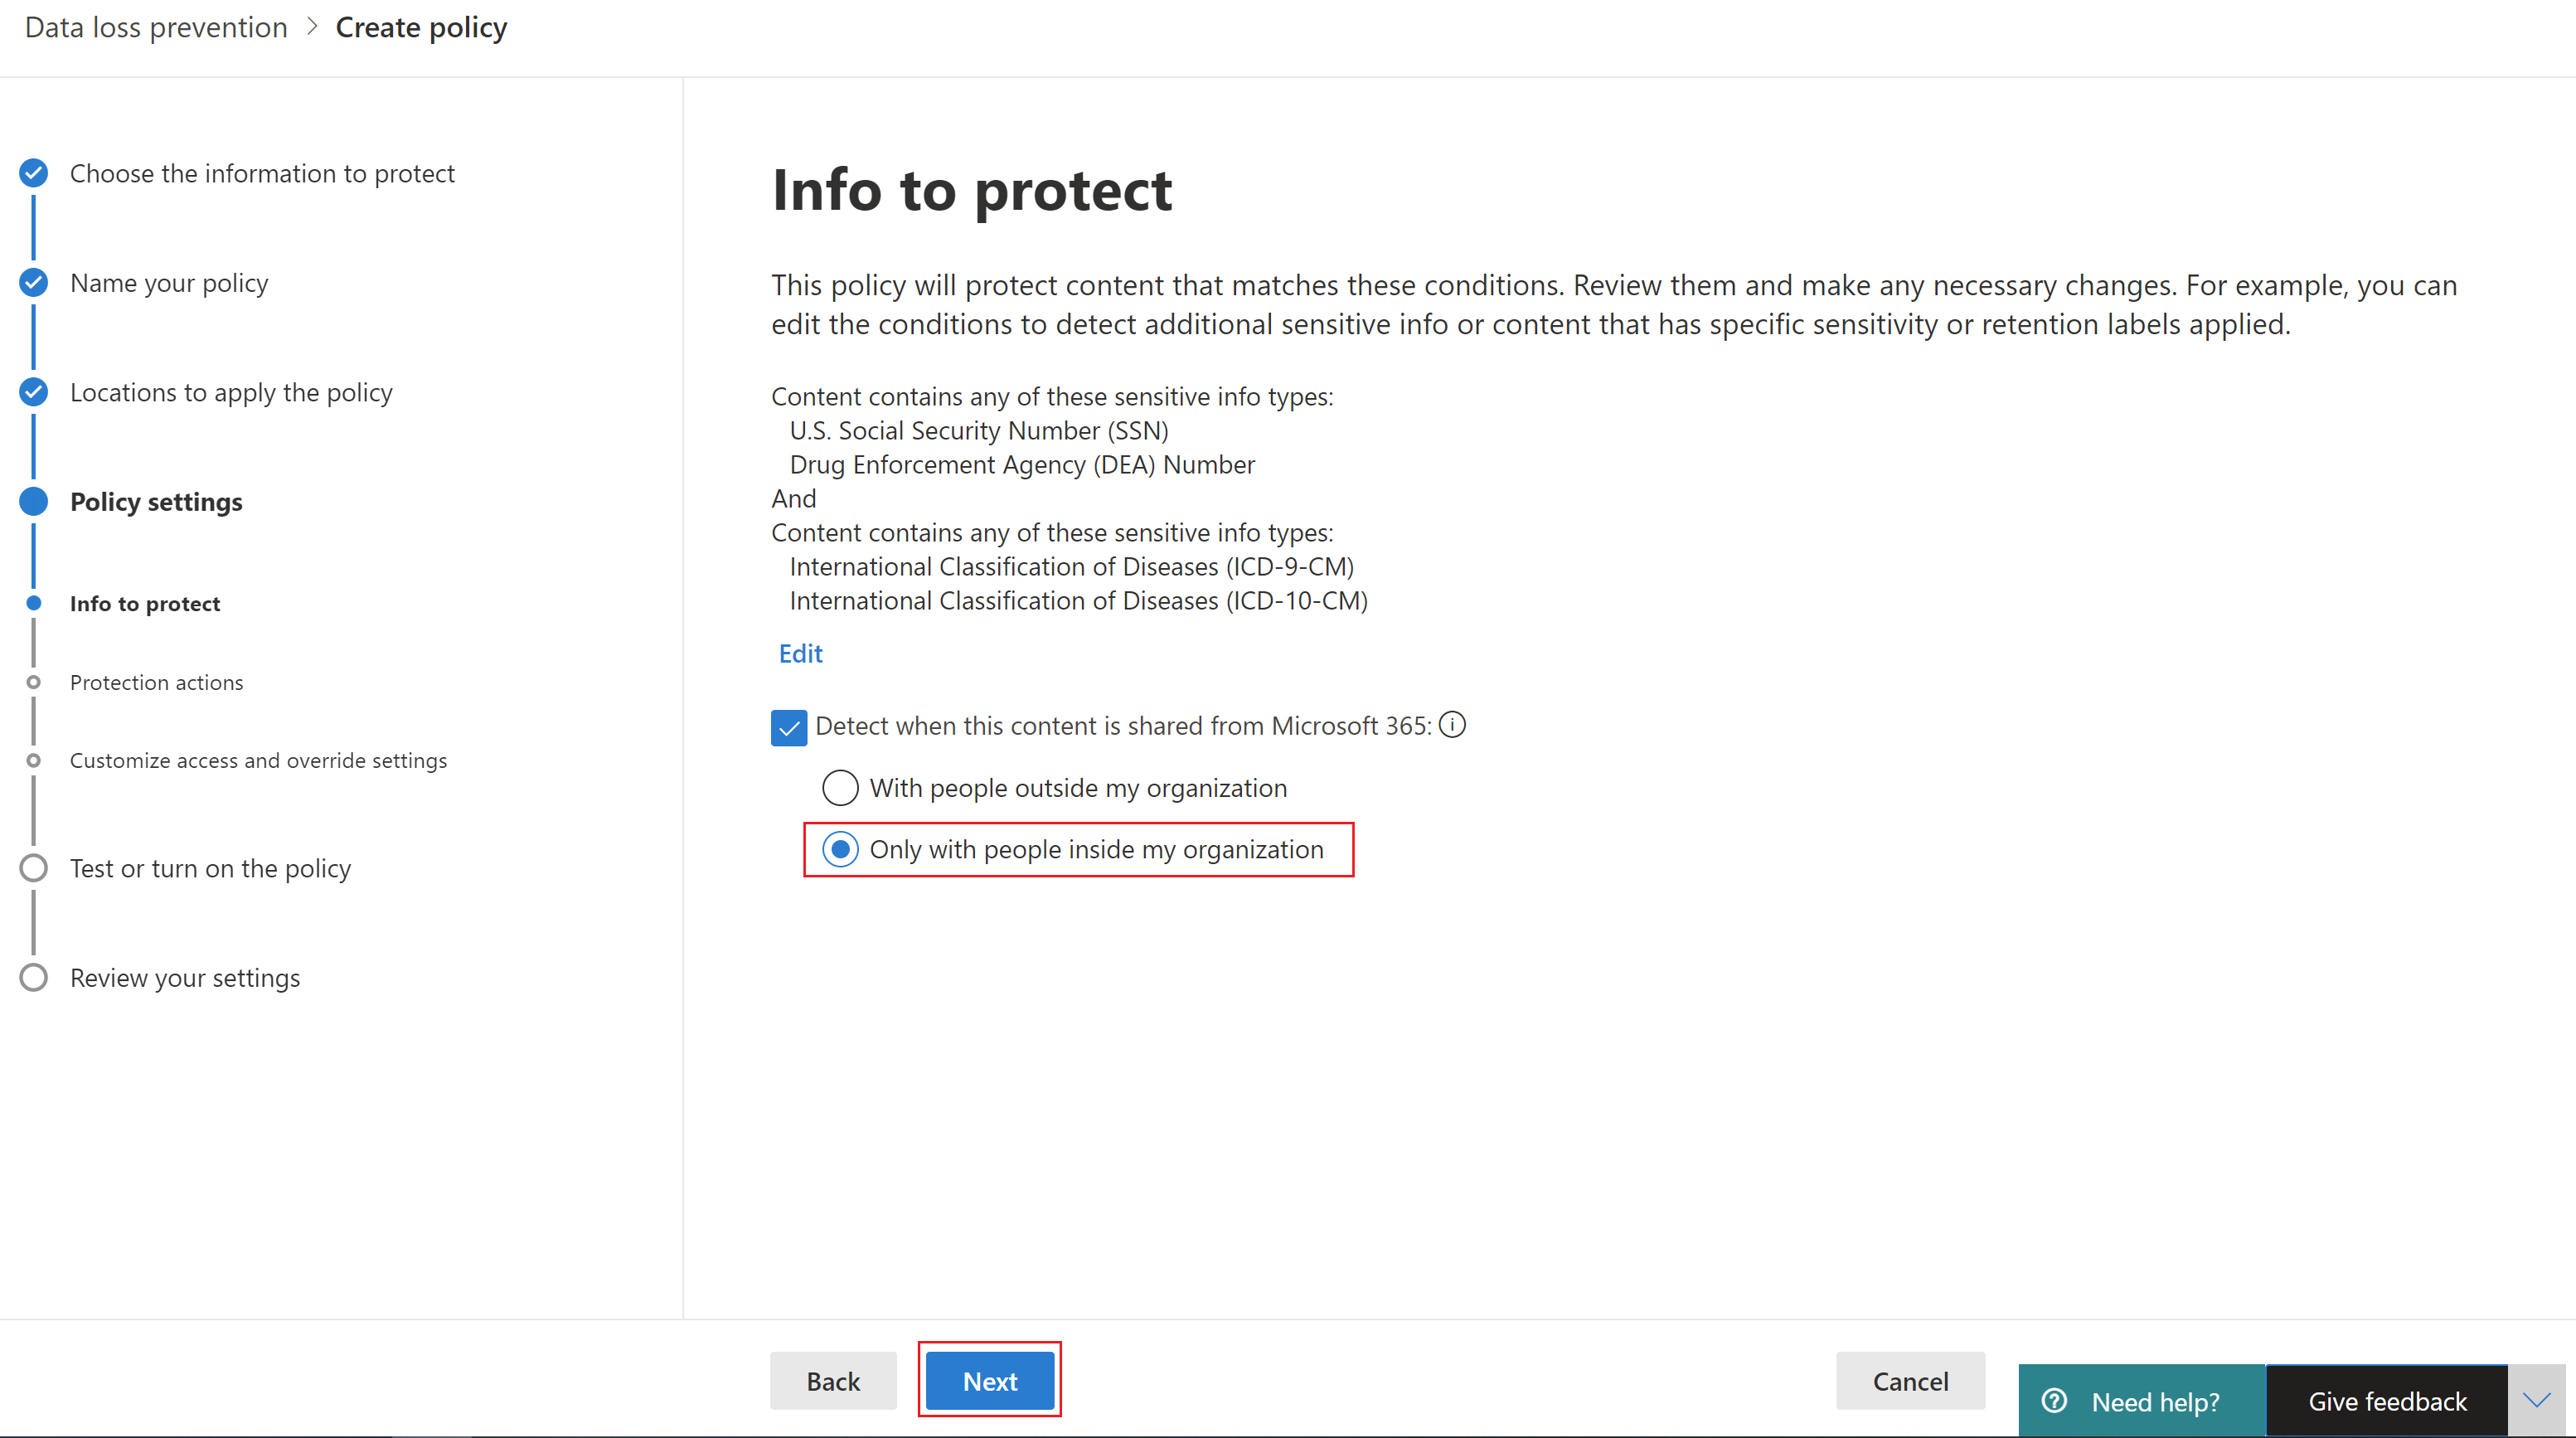 Data loss prevention > Create policy
Choose the information to protect
Name your policy
Locations to apply the policy
Policy settings
Info to protect
Protection actions
Customize access and override settings
Test or turn on the policy
Review your settings
Info to protect
This policy will protect content that matches these conditions. Review them and make any necessary changes. For example, you can
edit the conditions to detect additional sensitive info or content that has specific sensitivity or retention labels applied.
Content contains any of these sensitive info types:
U.S. Social Security Number (SSN)
Drug Enforcement Agency (DEA) Number
And
Content contains any of these sensitive info types:
International Classification of Diseases (ICD-9-CM)
International Classification of Diseases (ICD-10-CM)
Edit
Detect when this content is shared from Microsoft 365:
With people outside my organization
Only with people inside my organization
Back
Next
Cancel
Need help?
Give feedback